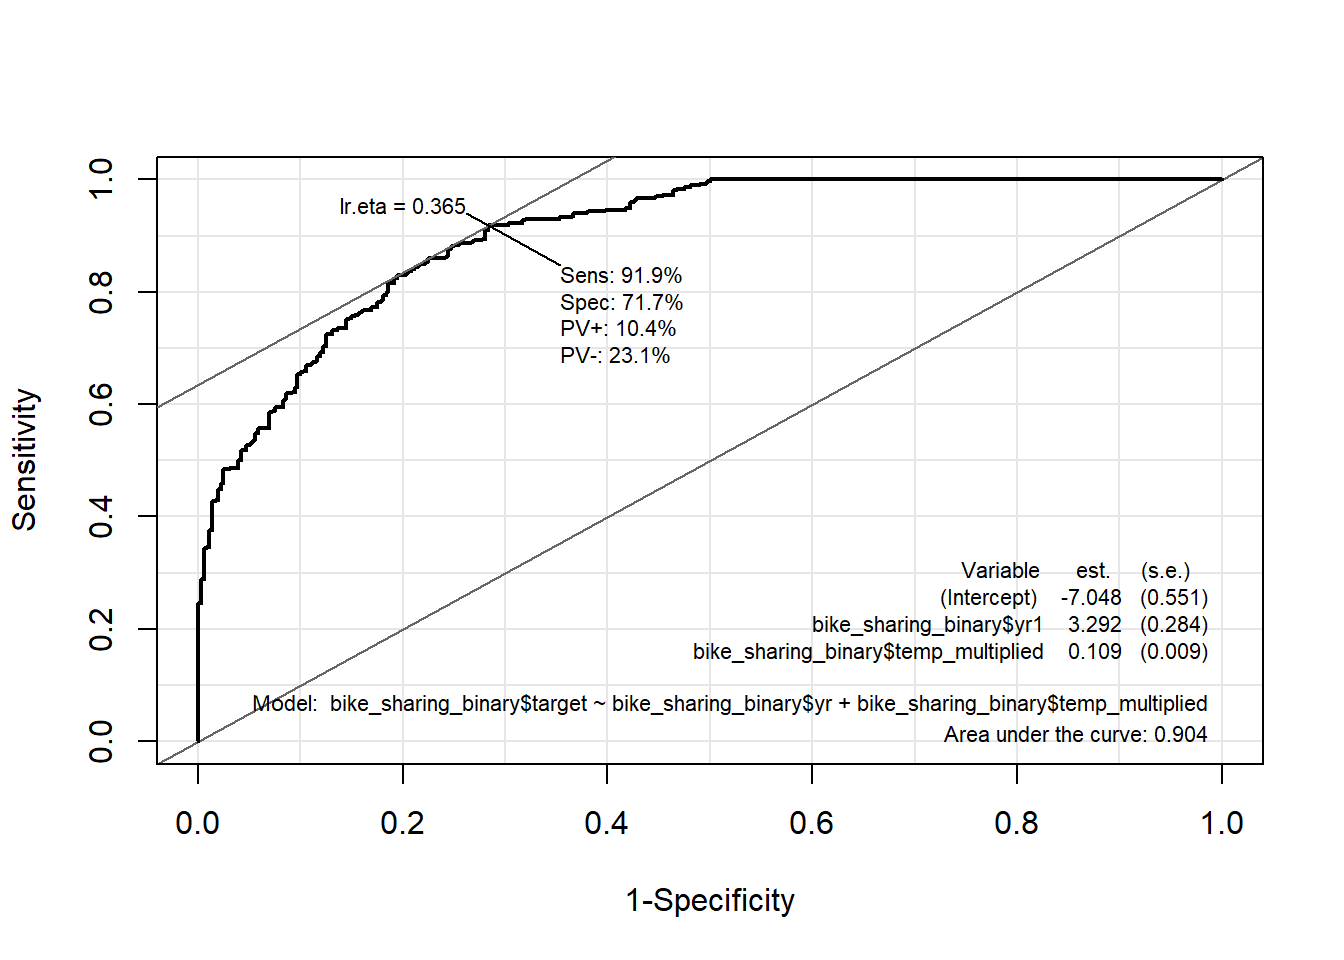 lr.eta = 0.365
Sens: 91.9%
Spec: 71.7%
PV+: 10.4%
PV-: 23.1%
Variable est. (s.e.)
(Intercept) -7.048 (0.551)
bike_sharing_binary$yr1 3.292 (0.284)
bike_sharing_binary$temp_multiplied 0.109 (0.009)
Model: bike_sharing_binary$target ~ bike_sharing_binary$yr + bike_sharing_binary$temp_multiplied
Area under the curve: 0.904
Sensitivity
1.0
0.8
0.6
0.4
0.2
0.0
0.0 0.2 0.4 0.6 0.8 1.0
1-Specificity